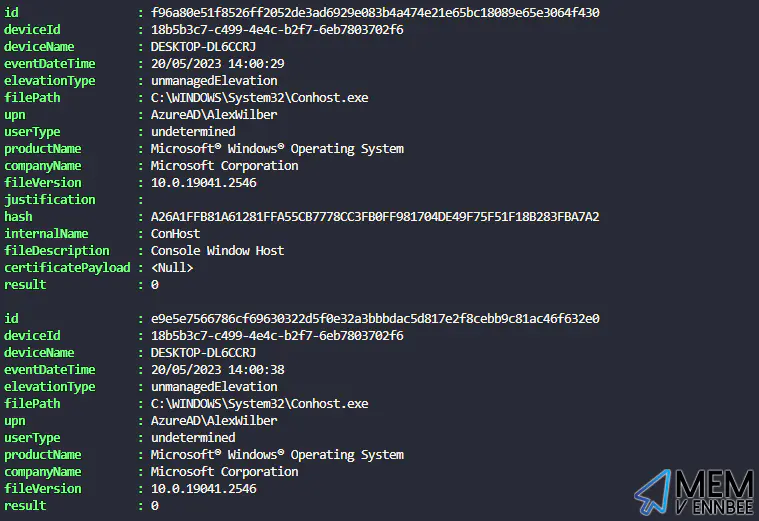 id                 : f96a80e51f8526ff2052de3ad6929e083b4a474e21e65bc18089e65e3064f430
deviceId           : 18b5b3c7-c499-4e4c-b2f7-6eb7803702f6
deviceName         : DESKTOP-DL6CCRJ
eventDateTime      : 20/05/2023 14:00:29
elevationType      : unmanagedElevation
filePath           : C:\WINDOWS\System32\Conhost.exe
upn                : AzureAD\AlexWilber
userType           : undetermined
productName        : Microsoft® Windows® Operating System
companyName        : Microsoft Corporation
fileVersion        : 10.0.19041.2546
justification      :
hash               : A26A1FFB81A61281FFA55CB7778CC3FB0FF981704DE49F75F51F18B283FBA7A2
internalName       : ConHost
fileDescription    : Console Window Host
certificatePayload : <Null>
result             : 0
id                 : e9e5e7566786cf69630322d5f0e32a3bbbdac5d817e2f8cebb9c81ac46f632e0
deviceId           : 18b5b3c7-c499-4e4c-b2f7-6eb7803702f6
deviceName         : DESKTOP-DL6CCRJ
eventDateTime      : 20/05/2023 14:00:38
elevationType      : unmanagedElevation
filePath           : C:\WINDOWS\System32\Conhost.exe
upn                : AzureAD\AlexWilber
userType           : undetermined
productName        : Microsoft® Windows® Operating System
companyName        : Microsoft Corporation
fileVersion        : 10.0.19041.2546
result             : 0
MEM
V ENNBEE